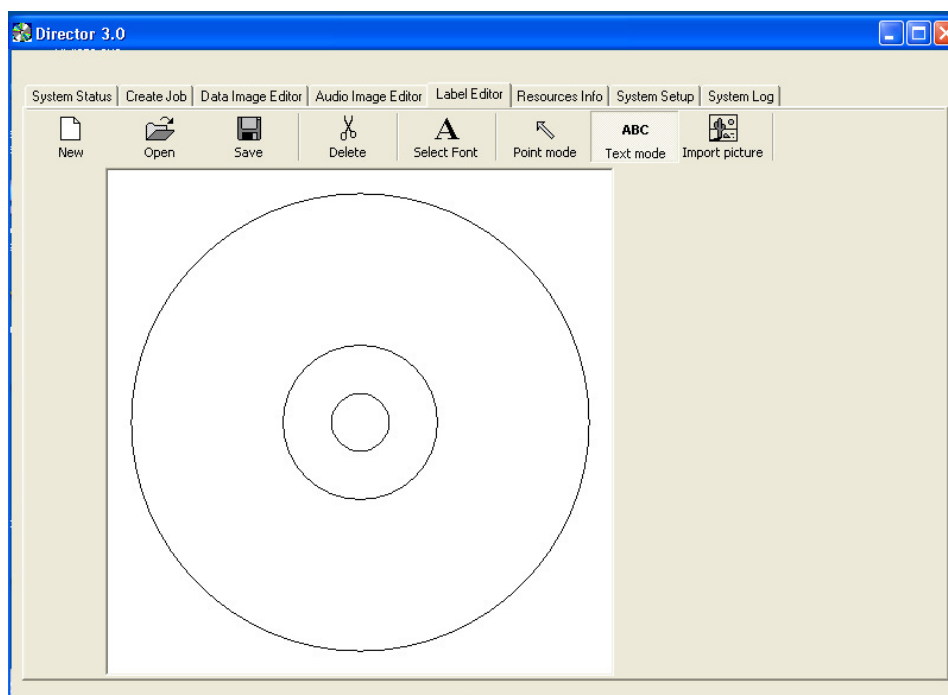 Director 3.0
System Status Create Job Data Image Editor Audio Image Editor Label Editor Resources Info System Setup System Log
New Open Save Delete Select Font Point mode ABC Text mode Import picture